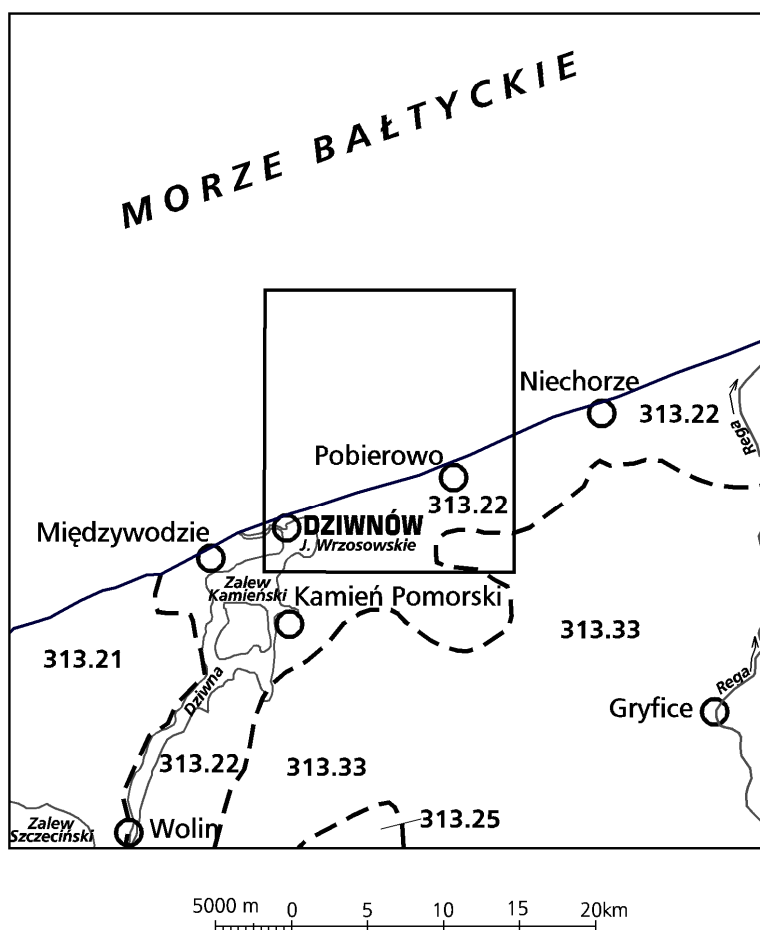 MORZE BAŁTYCKIE
Niechorze
313.22
Rega
Pobierowo
313.22
DZIWNÓW
J. Wrzosowskie
Międzywodzie
Zalew
Kamieński
Kamień Pomorski
313.33
313.21
Rega
Dziwna
Gryfice
313.22
313.33
313.25
Zalew
Szczeciński
Wolin
5000 m 0 5 10 15 20km